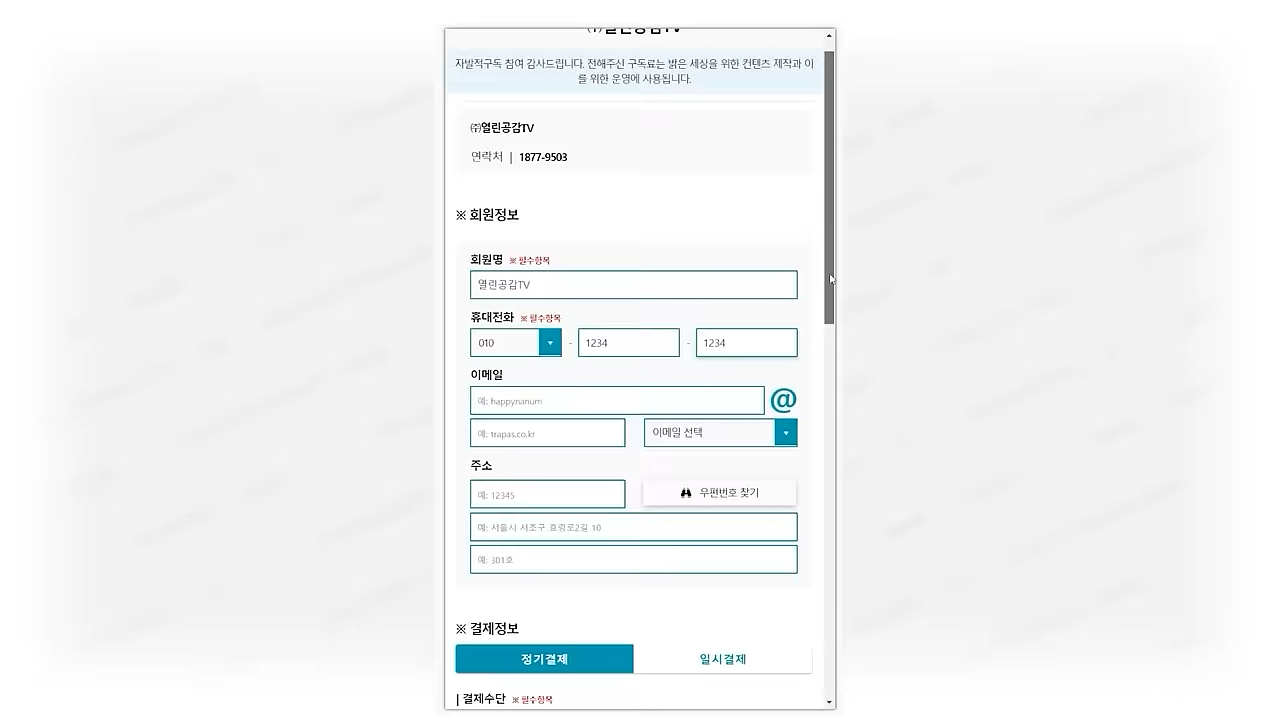 ㈜열린공감TV
자발적구독 참여 감사드립니다. 전해주신 구독료는 밝은 세상을 위한 컨텐츠 제작과 이
를 위한 운영에 사용됩니다.
㈜열린공감TV
연락처 | 1877-9503
※ 회원정보
회원명 ※ 필수항목
열린공감TV
휴대전화 ※ 필수항목
010 - 1234 - 1234
이메일
예: happynanum @
예: trapas.co.kr 이메일 선택
주소
예: 12345 우편번호 찾기
예: 서울시 서초구 효령로2길 10
예: 301호
※ 결제정보
정기결제 일시결제
| 결제수단 ※ 필수항목